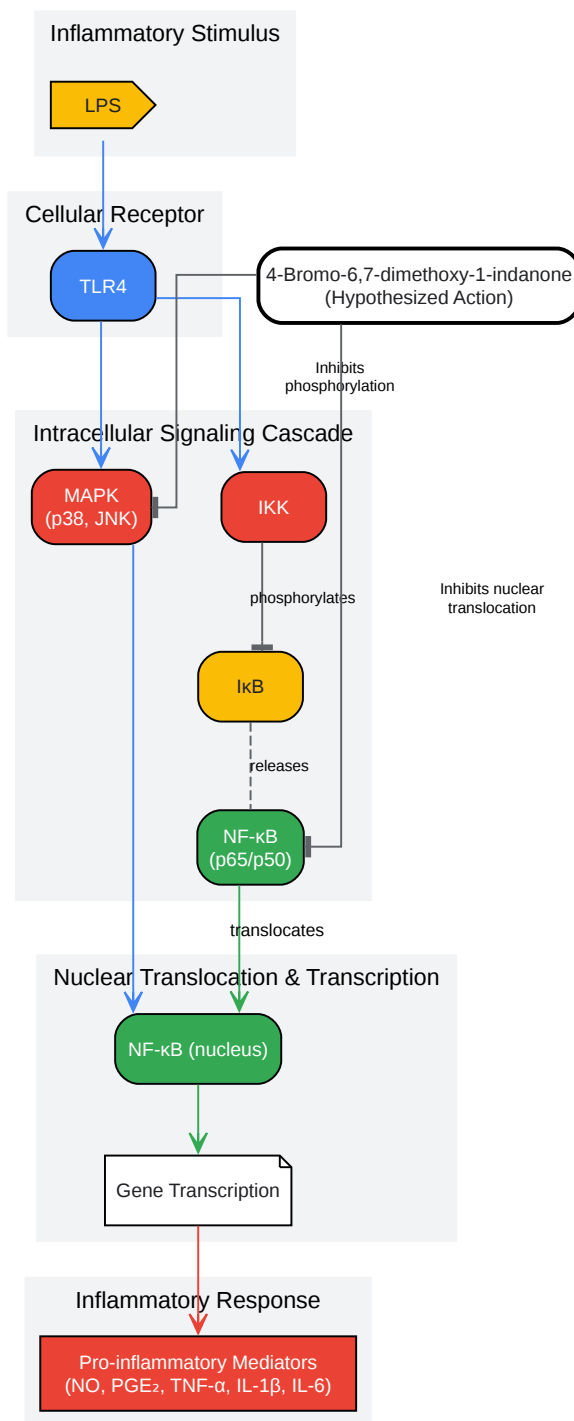 Inflammatory Stimulus
LPS
Cellular Receptor
TLR4
4-Bromo-6,7-dimethoxy-1-indanone
(Hypothesized Action)
Inhibits
phosphorylation
Intracellular Signaling Cascade
MAPK
(p38, JNK)
IKK
phosphorylates
Inhibits nuclear
translocation
IκB
releases
NF-κB
(p65/p50)
translocates
Nuclear Translocation & Transcription
NF-κB (nucleus)
Gene Transcription
Inflammatory Response
Pro-inflammatory Mediators
(NO, PGE₂, TNF-α, IL-1β, IL-6)